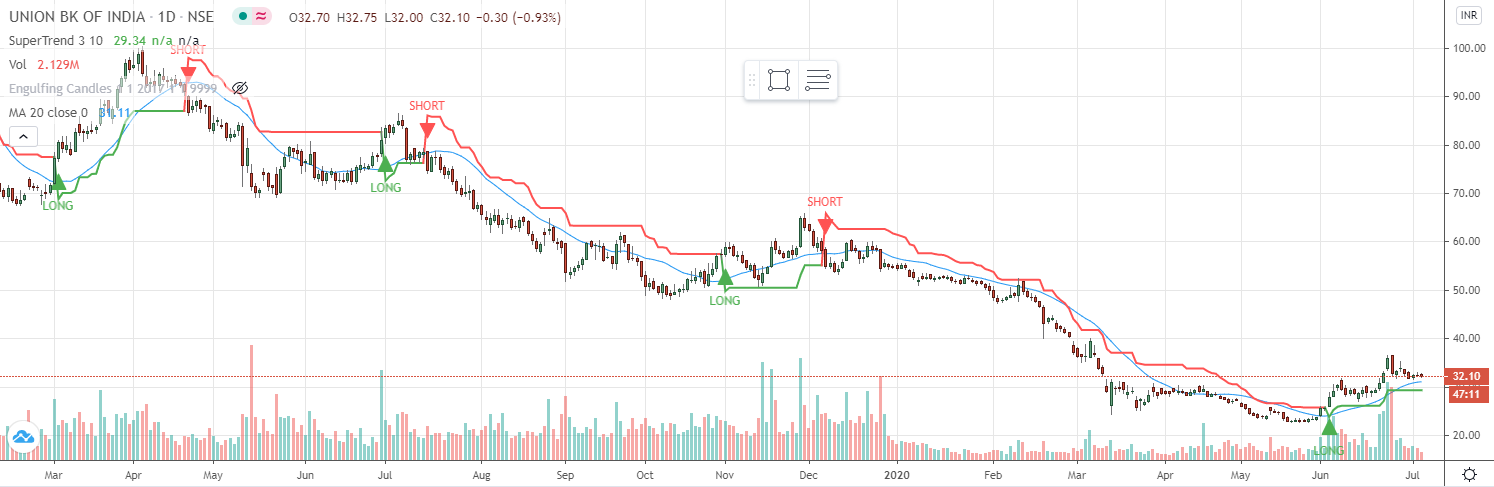 UNION BK OF INDIA · 1D · NSE O32.70 H32.75 L32.00 C32.10 −0.30 (−0.93%)
INR
SuperTrend 3 10 29.34 n/a n/a
SHORT
Vol 2.129M
MA 20 close 0 31.11
100.00
90.00
80.00
70.00
60.00
50.00
40.00
32.10
47:11
20.00
LONG
SHORT
LONG
SHORT
LONG
LONG
Mar Apr May Jun Jul Aug Sep Oct Nov Dec 2020 Feb Mar Apr May Jun Jul